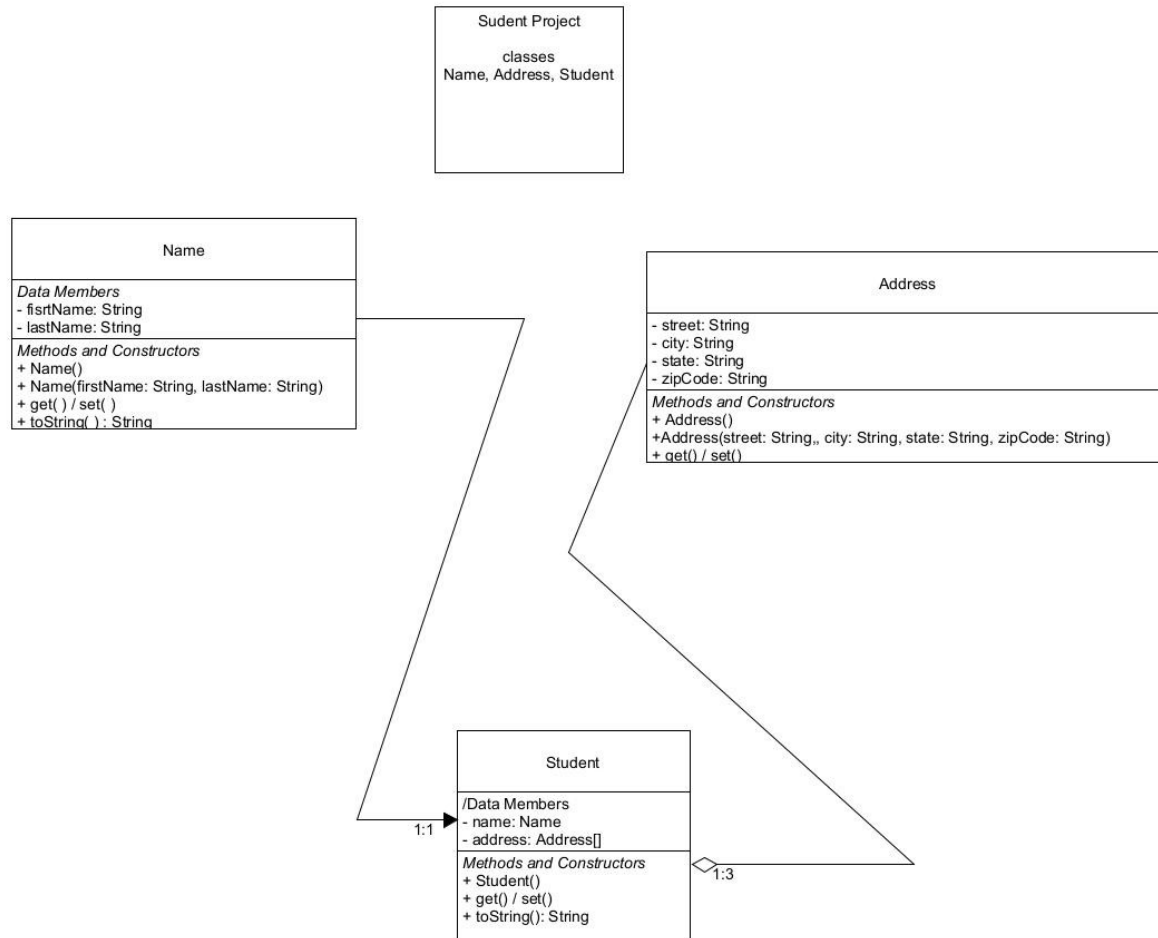 Sudent Project
classes
Name, Address, Student
Name
Data Members
- fisrtName: String
- lastName: String
Methods and Constructors
+ Name()
+ Name(firstName: String, lastName: String)
+ get( ) / set( )
+ toString( ) : String
Address
- street: String
- city: String
- state: String
- zipCode: String
Methods and Constructors
+ Address()
+Address(street: String,, city: String, state: String, zipCode: String)
+ get() / set()
Student
/Data Members
- name: Name
- address: Address[]
Methods and Constructors
+ Student()
+ get() / set()
+ toString(): String
1:1
1:3